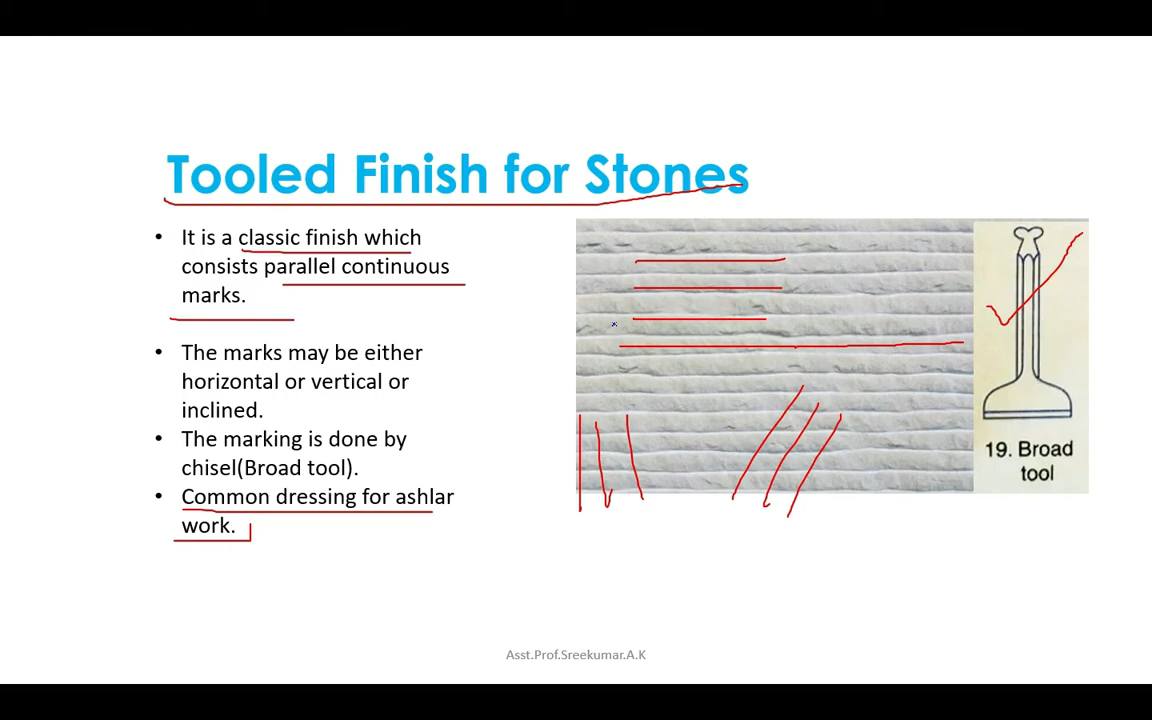 Tooled Finish for Stones
• It is a classic finish which
consists parallel continuous
marks.
• The marks may be either
horizontal or vertical or
inclined.
• The marking is done by
chisel(Broad tool).
• Common dressing for ashlar
work.
19. Broad
tool
Asst.Prof.Sreekumar.A.K